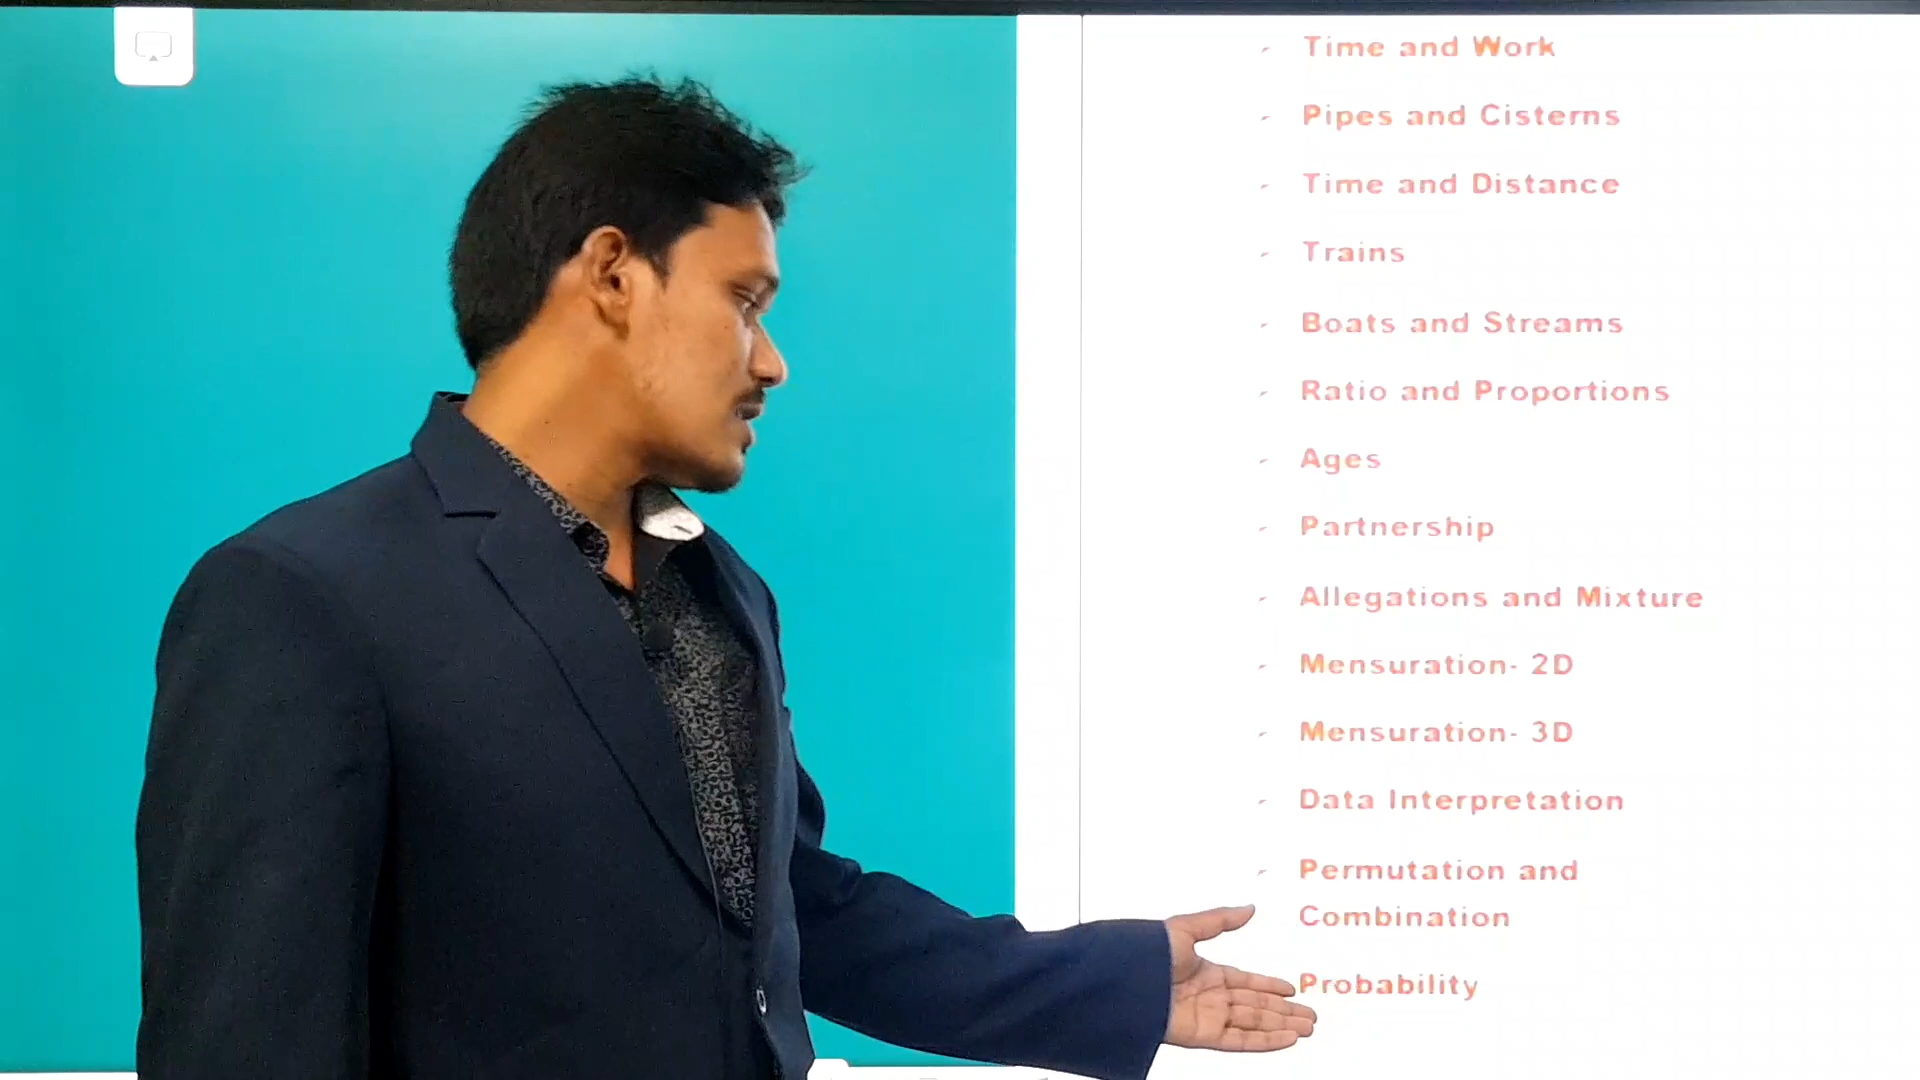 Time and Work
Pipes and Cisterns
Time and Distance
Trains
Boats and Streams
Ratio and Proportions
Ages
Partnership
Allegations and Mixture
Mensuration- 2D
Mensuration- 3D
Data Interpretation
Permutation and
Combination
Probability